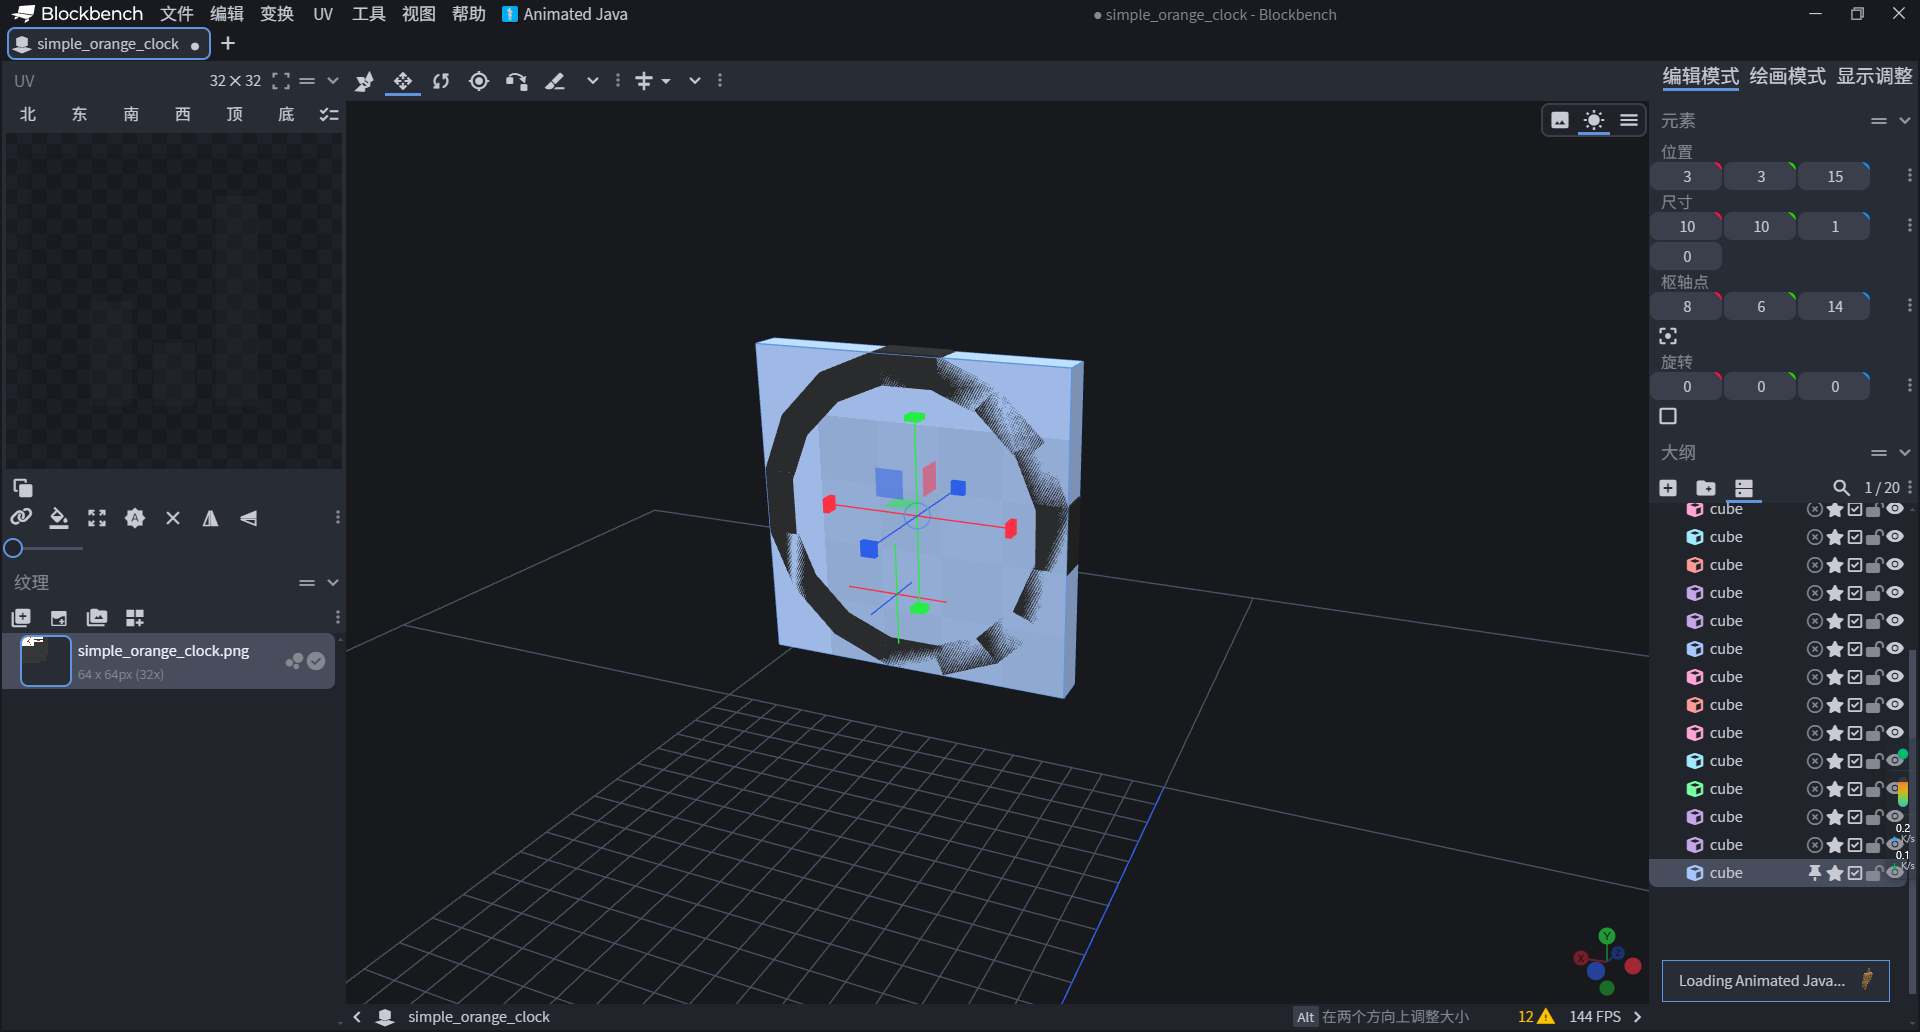 Blockbench 文件 编辑 变换 UV 工具 视图 帮助 Animated Java
● simple_orange_clock - Blockbench
simple_orange_clock ●
UV 32×32
北 东 南 西 顶 底
编辑模式 绘画模式 显示调整
元素
位置
3 3 15
尺寸
10 10 1
0
枢轴点
8 6 14
旋转
0 0 0
大纲
1 / 20
cube
cube
cube
cube
cube
cube
cube
cube
cube
cube
cube
cube
cube
cube
0.2
K/s
0.1
K/s
纹理
simple_orange_clock.png
64 x 64px (32x)
Y
X
Z
Loading Animated Java...
simple_orange_clock
Alt 在两个方向上调整大小
12 144 FPS